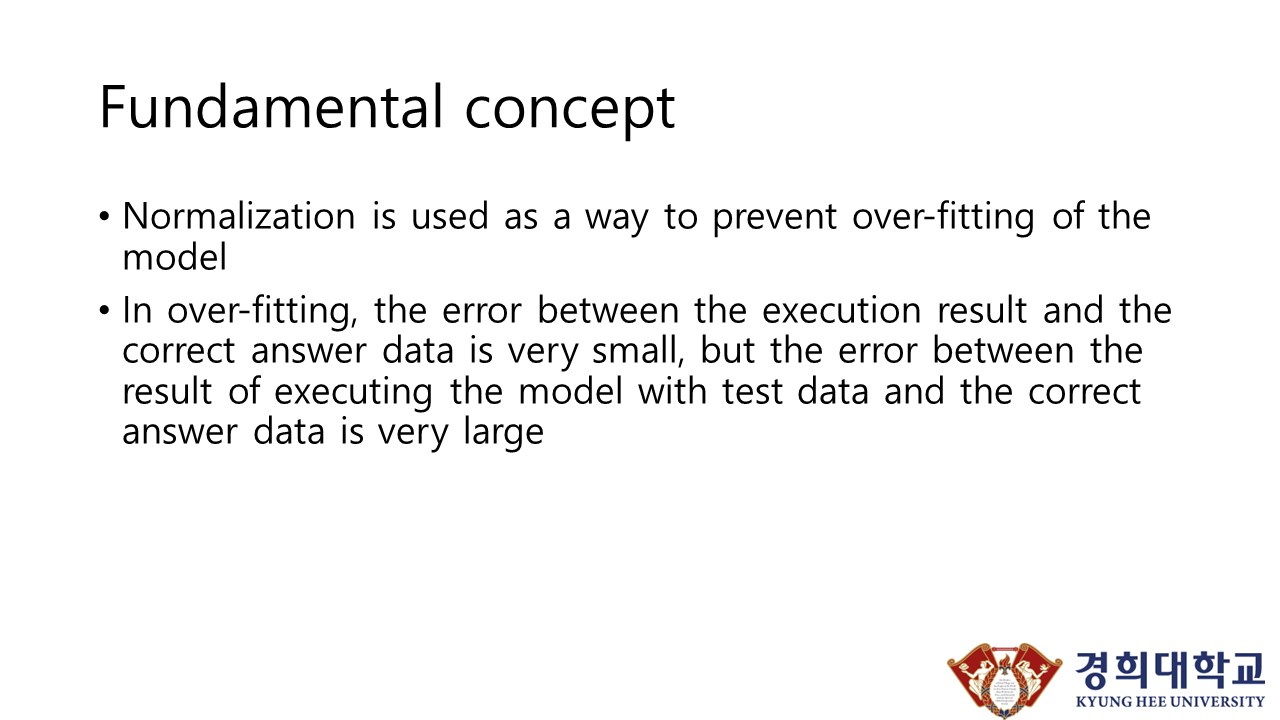 Fundamental concept
• Normalization is used as a way to prevent over-fitting of the
model
• In over-fitting, the error between the execution result and the
correct answer data is very small, but the error between the
result of executing the model with test data and the correct
answer data is very large
경희대학교
KYUNG HEE UNIVERSITY